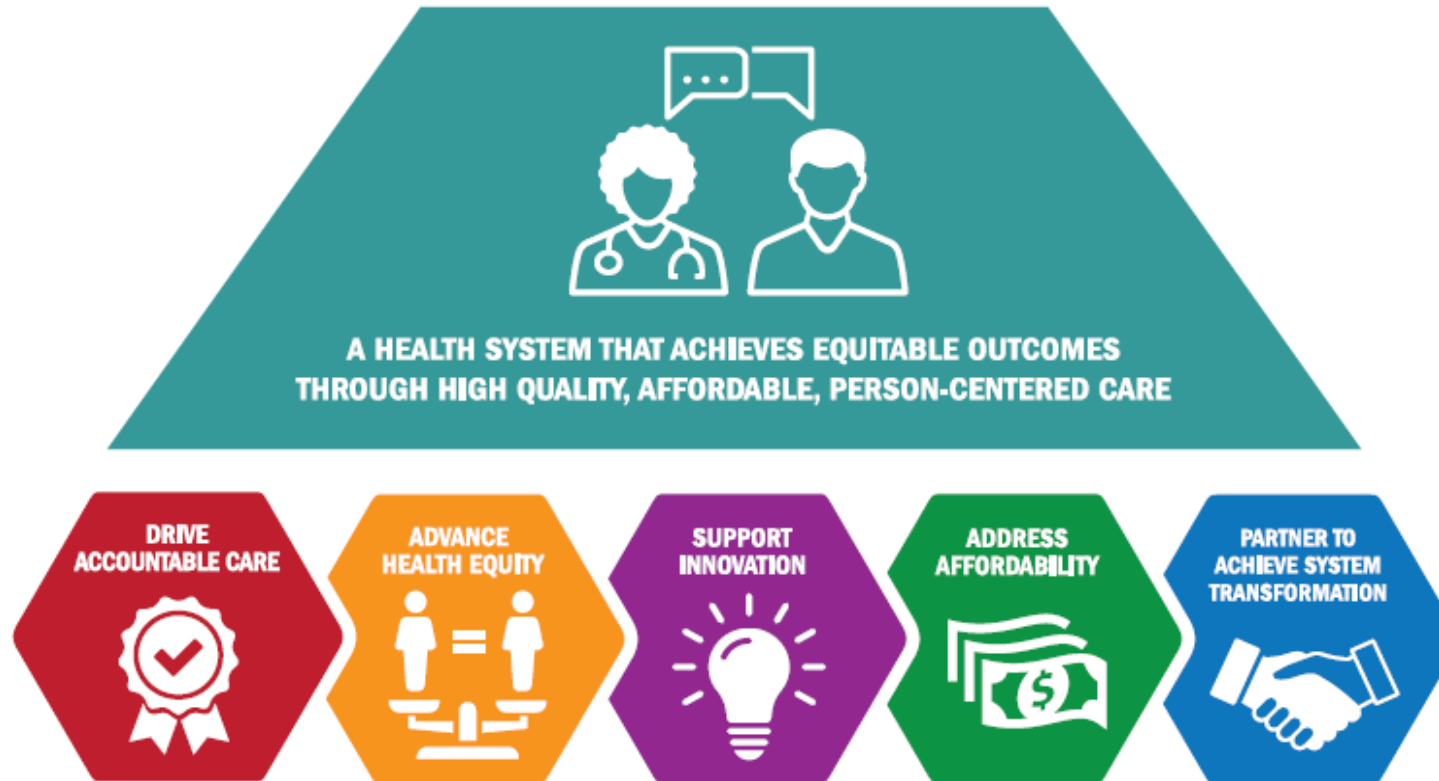 A HEALTH SYSTEM THAT ACHIEVES EQUITABLE OUTCOMES
THROUGH HIGH QUALITY, AFFORDABLE, PERSON-CENTERED CARE
DRIVE
ACCOUNTABLE CARE
ADVANCE
HEALTH EQUITY
SUPPORT
INNOVATION
ADDRESS
AFFORDABILITY
PARTNER TO
ACHIEVE SYSTEM
TRANSFORMATION